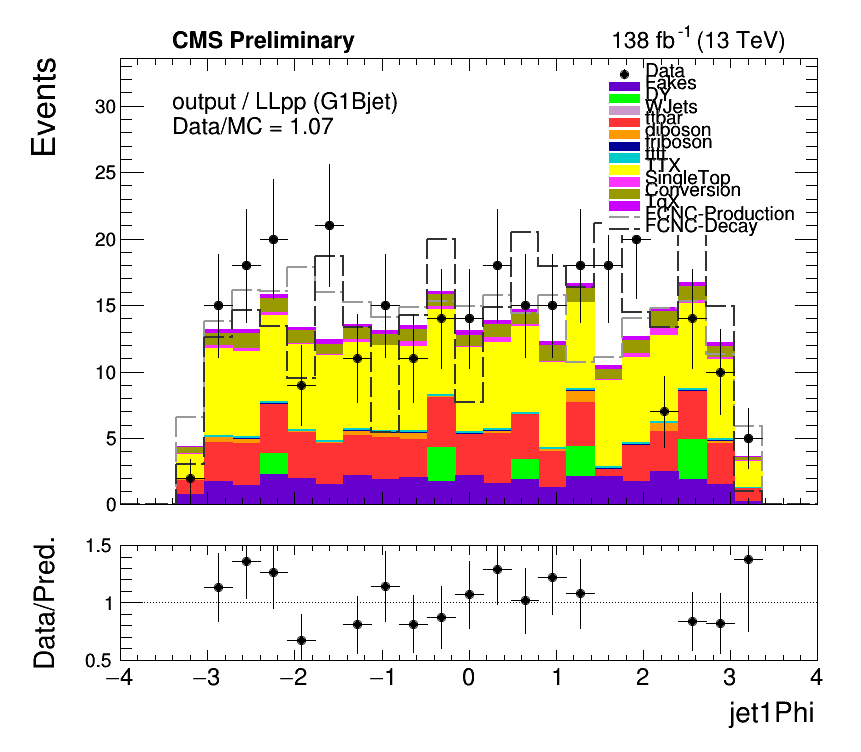 CMS Preliminary
138 fb-1 (13 TeV)
Events
output / LLpp (G1Bjet)
Data/MC = 1.07
Data
Fakes
DY
WJets
ttbar
diboson
triboson
tttt
TTX
SingleTop
Conversion
TqX
FCNC-Production
FCNC-Decay
30
25
20
15
10
5
0
Data/Pred.
1.5
1
0.5
−4 −3 −2 −1 0 1 2 3 4
jet1Phi